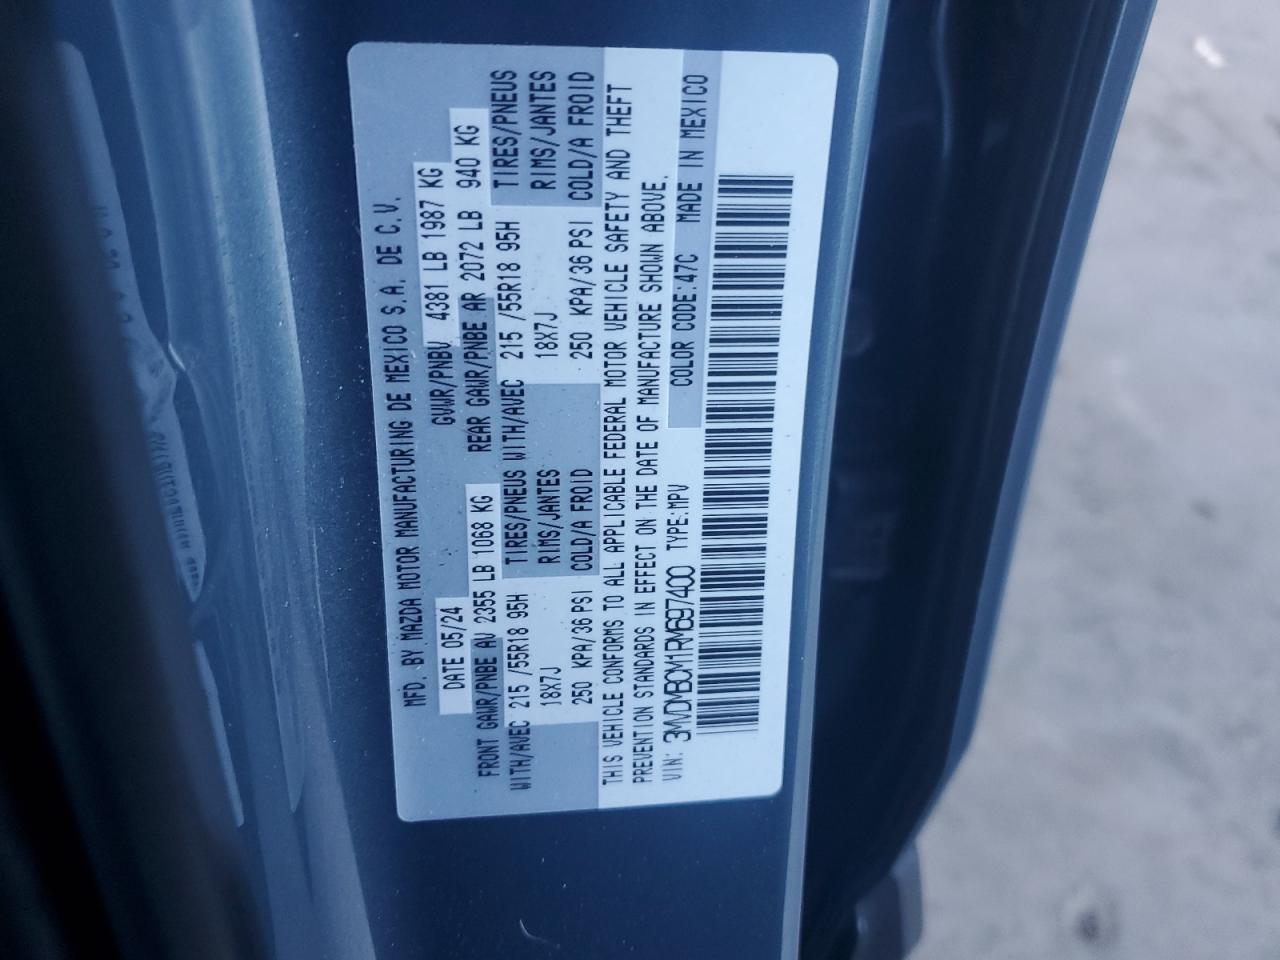 MFD. BY MAZDA MOTOR MANUFACTURING DE MEXICO S.A. DE C.V.
DATE 05/24 GVWR/PNBV 4381 LB 1987 KG
FRONT GAWR/PNBE AV 2355 LB 1068 KG REAR GAWR/PNBE AR 2072 LB 940 KG
WITH/AVEC 215 /55R18 95H TIRES/PNEUS WITH/AVEC 215 /55R18 95H TIRES/PNEUS
18X7J RIMS/JANTES 18X7J RIMS/JANTES
250 KPA/36 PSI COLD/A FROID 250 KPA/36 PSI COLD/A FROID
THIS VEHICLE CONFORMS TO ALL APPLICABLE FEDERAL MOTOR VEHICLE SAFETY AND THEFT
PREVENTION STANDARDS IN EFFECT ON THE DATE OF MANUFACTURE SHOWN ABOVE.
VIN: 3MVDMBCM1RM697400 TYPE:MPV COLOR CODE:47C MADE IN MEXICO